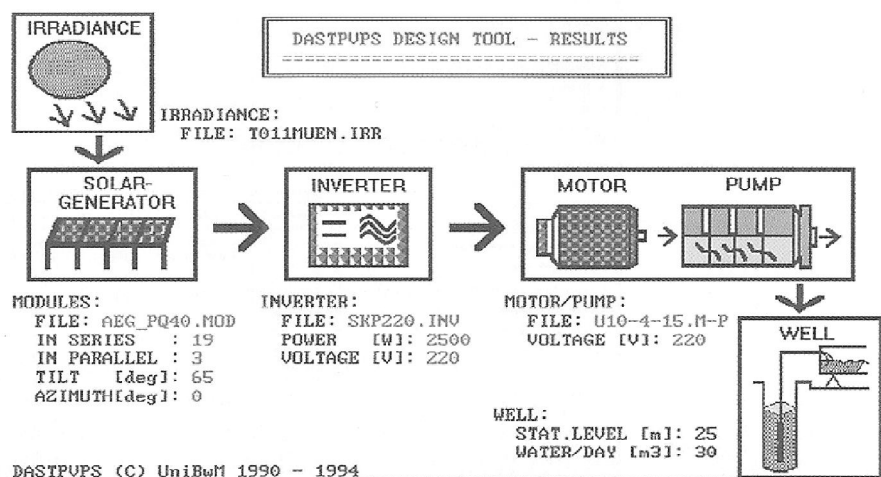 IRRADIANCE
DASTPVPS DESIGN TOOL - RESULTS
==================================
IRRADIANCE:
FILE: T011MUEN.IRR
SOLAR-
GENERATOR
INVERTER
MOTOR
PUMP
MODULES:
FILE: AEG_PQ40.MOD
IN SERIES : 19
IN PARALLEL : 3
TILT [deg]: 65
AZIMUTH[deg]: 0
INVERTER:
FILE: SKP220.INV
POWER [W]: 2500
VOLTAGE [V]: 220
MOTOR/PUMP:
FILE: U10-4-15.M-P
VOLTAGE [V]: 220
WELL
WELL:
STAT.LEVEL [m]: 25
WATER/DAY [m3]: 30
DASTPVPS (C) UniBwM 1990 - 1994